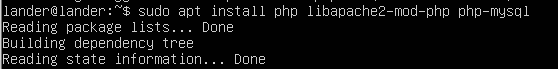 lander@lander:~$ sudo apt install php libapache2-mod-php php-mysql
Reading package lists... Done
Building dependency tree
Reading state information... Done